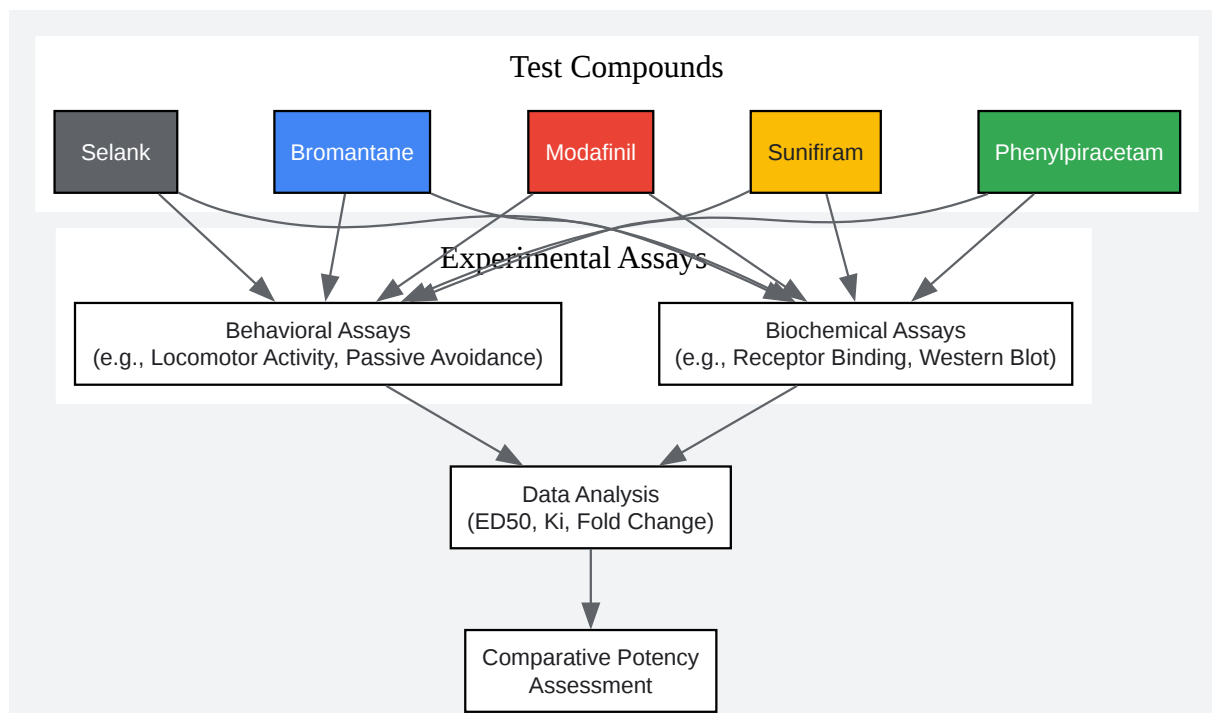 Test Compounds
Selank
Bromantane
Modafinil
Sunifiram
Phenylpiracetam
Experimental Assays
Behavioral Assays
(e.g., Locomotor Activity, Passive Avoidance)
Biochemical Assays
(e.g., Receptor Binding, Western Blot)
Data Analysis
(ED50, Ki, Fold Change)
Comparative Potency
Assessment